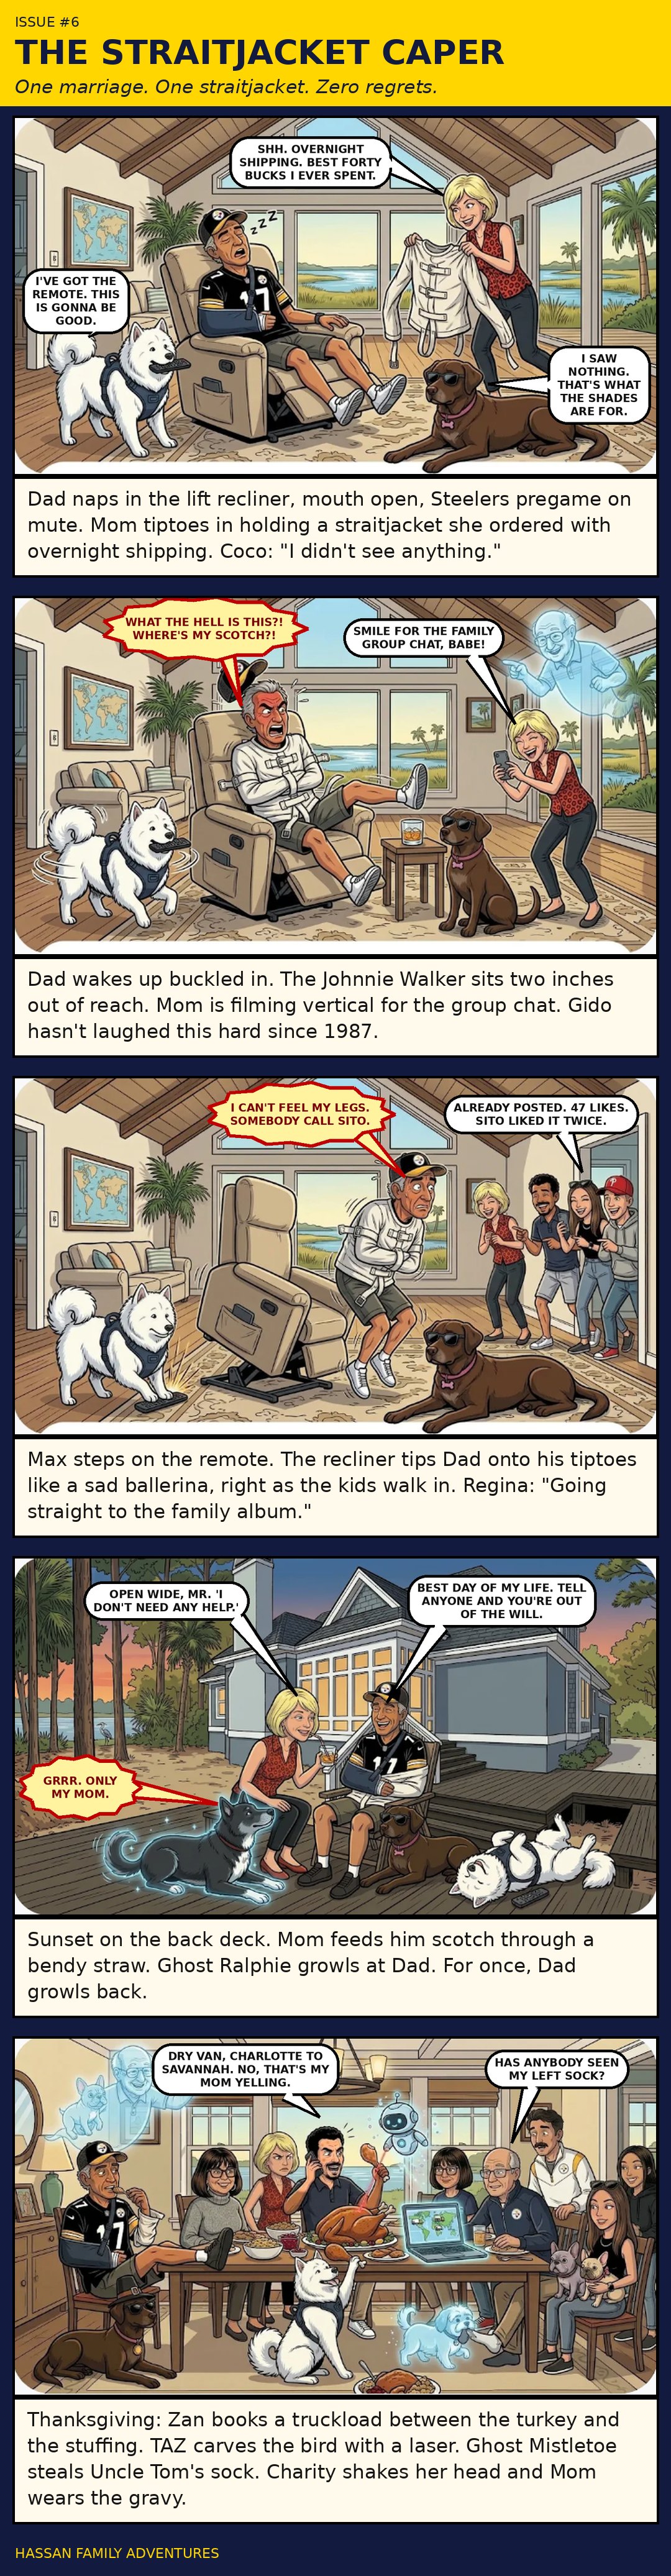 ISSUE #6
THE STRAITJACKET CAPER
One marriage. One straitjacket. Zero regrets.
SHH. OVERNIGHT
SHIPPING. BEST FORTY
BUCKS I EVER SPENT.
zzz
I'VE GOT THE
REMOTE. THIS
IS GONNA BE
GOOD.
17
I SAW
NOTHING.
THAT'S WHAT
THE SHADES
ARE FOR.
Dad naps in the lift recliner, mouth open, Steelers pregame on
mute. Mom tiptoes in holding a straitjacket she ordered with
overnight shipping. Coco: "I didn't see anything."
WHAT THE HELL IS THIS?!
WHERE'S MY SCOTCH?!
SMILE FOR THE FAMILY
GROUP CHAT, BABE!
Dad wakes up buckled in. The Johnnie Walker sits two inches
out of reach. Mom is filming vertical for the group chat. Gido
hasn't laughed this hard since 1987.
I CAN'T FEEL MY LEGS.
SOMEBODY CALL SITO.
ALREADY POSTED. 47 LIKES.
SITO LIKED IT TWICE.
P
Max steps on the remote. The recliner tips Dad onto his tiptoes
like a sad ballerina, right as the kids walk in. Regina: "Going
straight to the family album."
OPEN WIDE, MR. 'I
DON'T NEED ANY HELP.'
BEST DAY OF MY LIFE. TELL
ANYONE AND YOU'RE OUT
OF THE WILL.
17
GRRR. ONLY
MY MOM.
Sunset on the back deck. Mom feeds him scotch through a
bendy straw. Ghost Ralphie growls at Dad. For once, Dad
growls back.
DRY VAN, CHARLOTTE TO
SAVANNAH. NO, THAT'S MY
MOM YELLING.
HAS ANYBODY SEEN
MY LEFT SOCK?
17
Thanksgiving: Zan books a truckload between the turkey and
the stuffing. TAZ carves the bird with a laser. Ghost Mistletoe
steals Uncle Tom's sock. Charity shakes her head and Mom
wears the gravy.
HASSAN FAMILY ADVENTURES